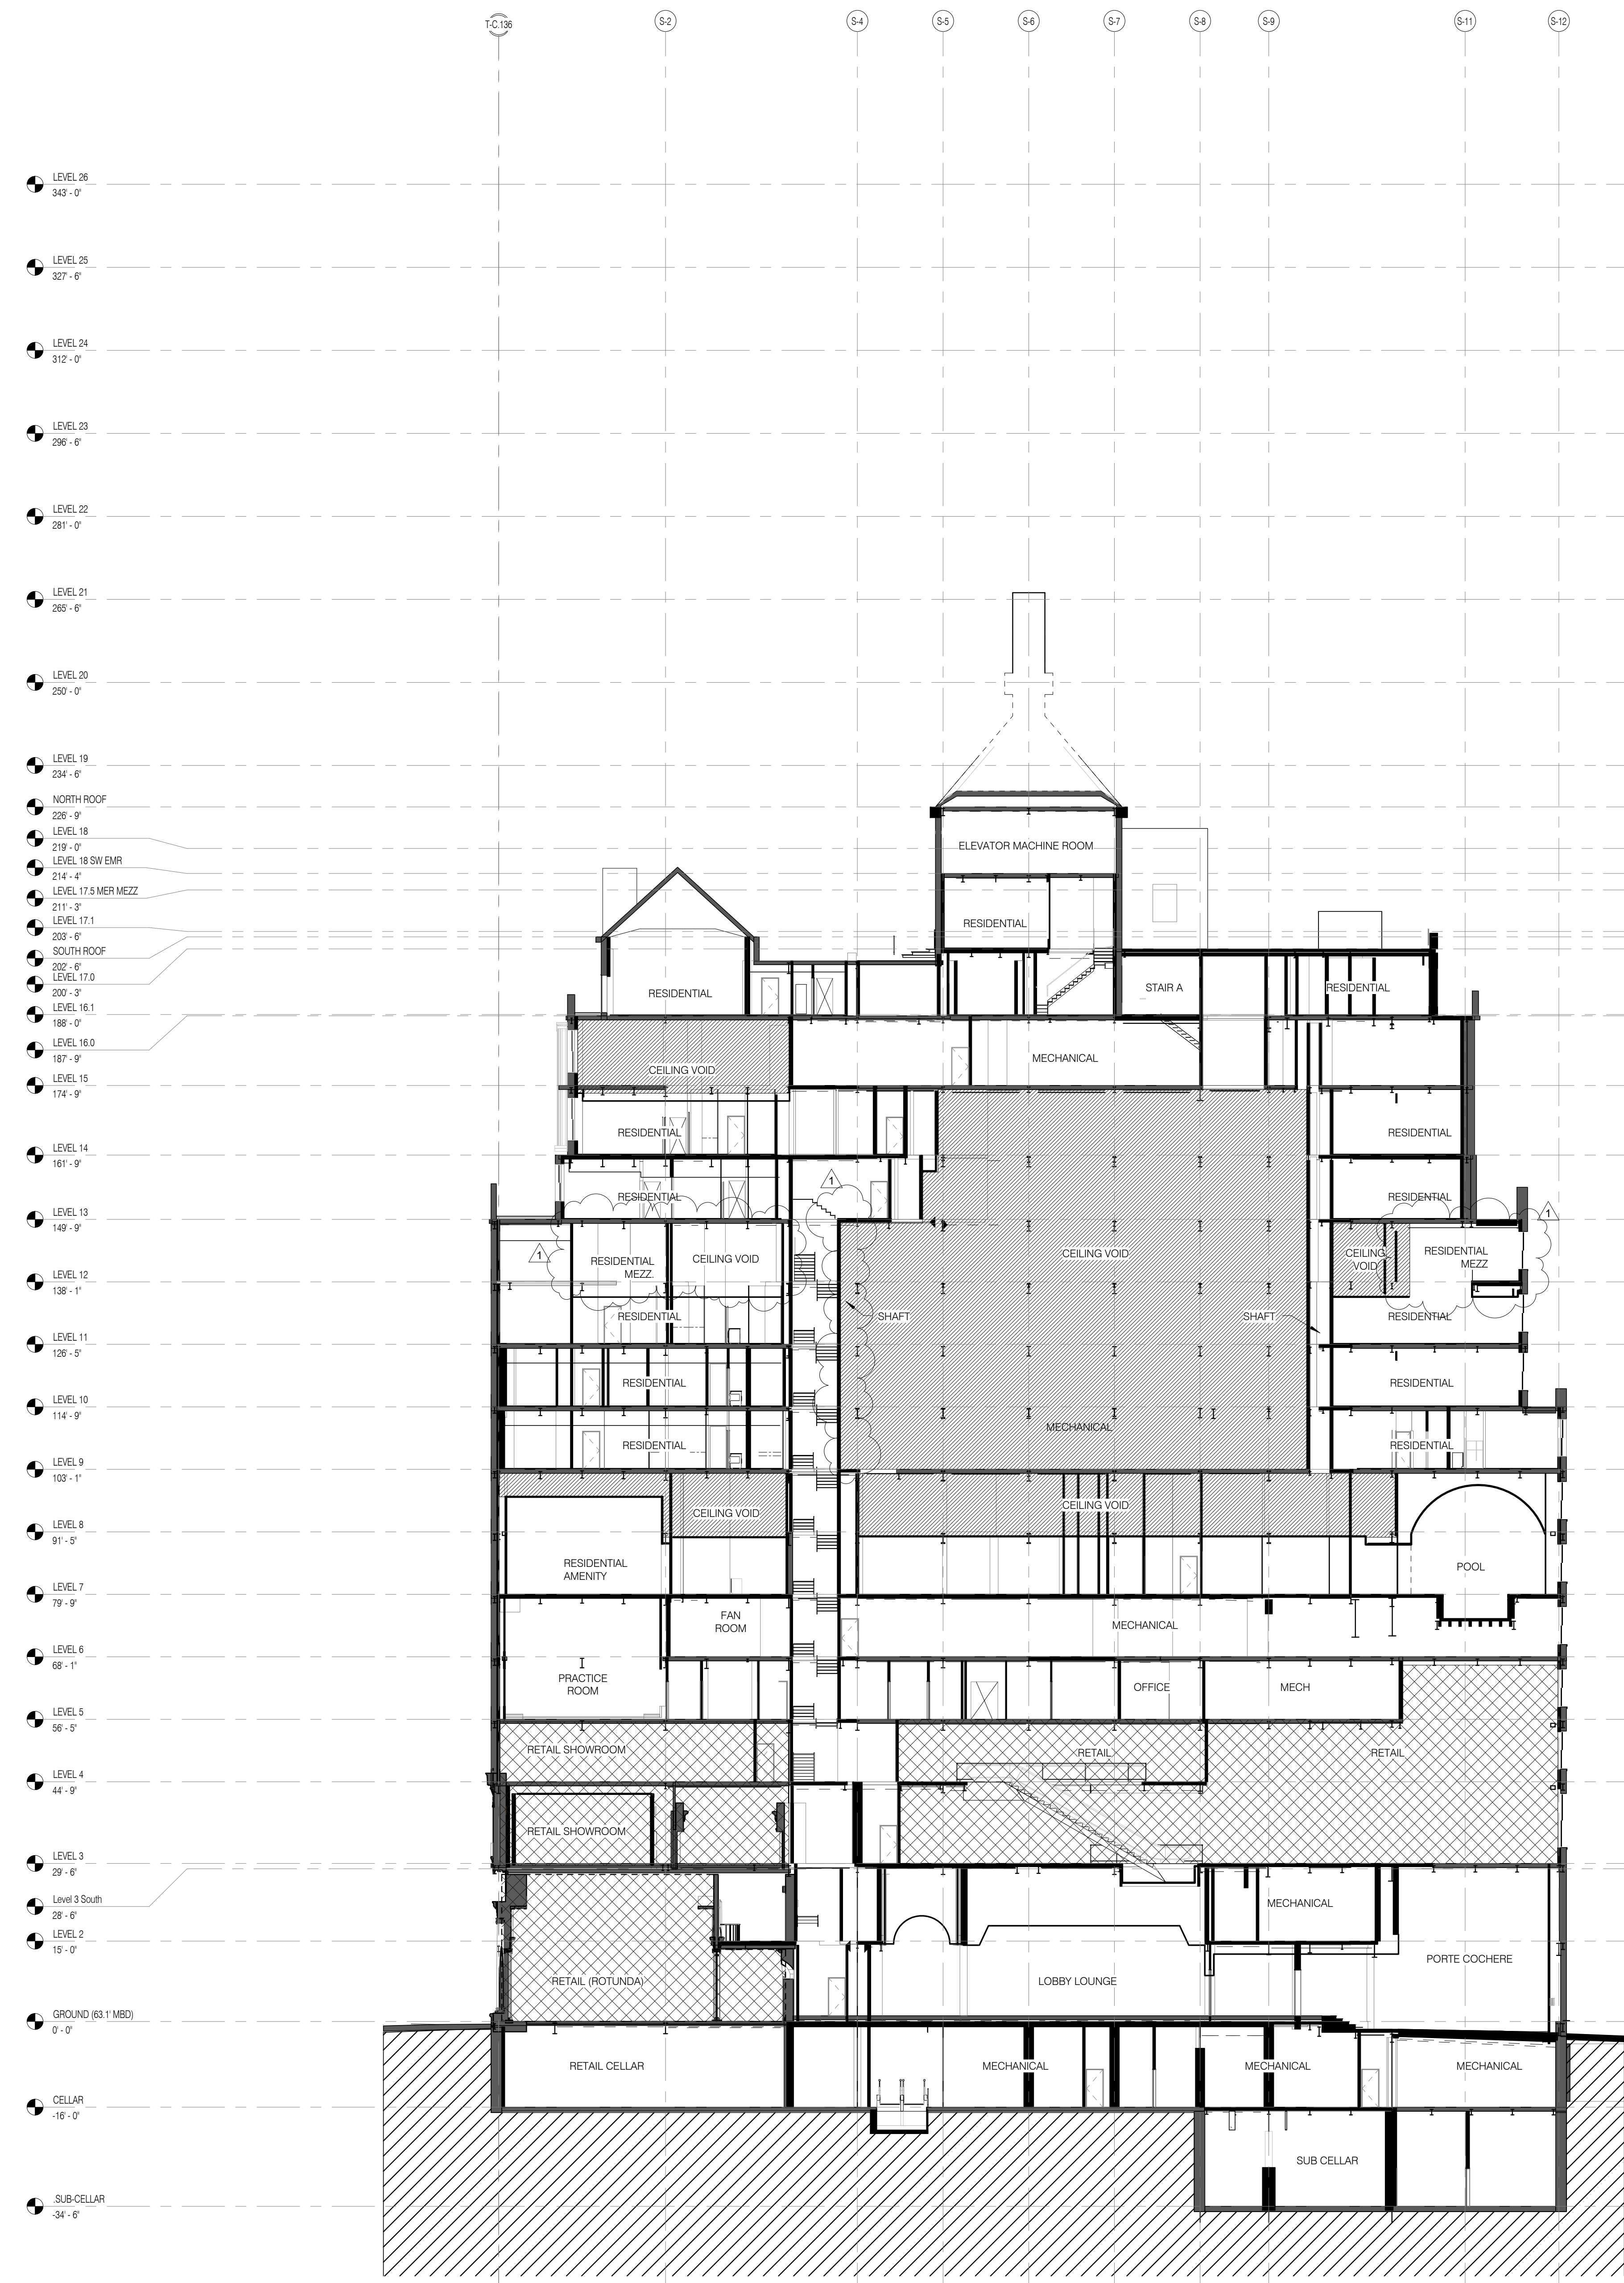 T-C.136
S-2
S-4
S-5
S-6
S-7
S-8
S-9
S-11
S-12
LEVEL 26
343' - 0"
LEVEL 25
327' - 6"
LEVEL 24
312' - 0"
LEVEL 23
296' - 6"
LEVEL 22
281' - 0"
LEVEL 21
265' - 6"
LEVEL 20
250' - 0"
LEVEL 19
234' - 6"
NORTH ROOF
226' - 9"
LEVEL 18
219' - 0"
LEVEL 18 SW EMR
214' - 4"
LEVEL 17.5 MER MEZZ
211' - 3"
LEVEL 17.1
203' - 6"
SOUTH ROOF
202' - 6"
LEVEL 17.0
200' - 3"
LEVEL 16.1
188' - 0"
LEVEL 16.0
187' - 9"
LEVEL 15
174' - 9"
LEVEL 14
161' - 9"
LEVEL 13
149' - 9"
LEVEL 12
138' - 1"
LEVEL 11
126' - 5"
LEVEL 10
114' - 9"
LEVEL 9
103' - 1"
LEVEL 8
91' - 5"
LEVEL 7
79' - 9"
LEVEL 6
68' - 1"
LEVEL 5
56' - 5"
LEVEL 4
44' - 9"
LEVEL 3
29' - 6"
Level 3 South
28' - 6"
LEVEL 2
15' - 0"
GROUND (63.1' MBD)
0' - 0"
CELLAR
-16' - 0"
.SUB-CELLAR
-34' - 6"
ELEVATOR MACHINE ROOM
RESIDENTIAL
RESIDENTIAL
STAIR A
RESIDENTIAL
CEILING VOID
MECHANICAL
RESIDENTIAL
RESIDENTIAL
RESIDENTIAL
1
RESIDENTIAL
1
1
RESIDENTIAL
MEZZ
CEILING VOID
CEILING VOID
CEILING
VOID
RESIDENTIAL
MEZZ
RESIDENTIAL
SHAFT
SHAFT
RESIDENTIAL
RESIDENTIAL
RESIDENTIAL
MECHANICAL
RESIDENTIAL
RESIDENTIAL
CEILING VOID
CEILING VOID
RESIDENTIAL
AMENITY
POOL
FAN
ROOM
MECHANICAL
PRACTICE
ROOM
OFFICE
MECH
RETAIL SHOWROOM
RETAIL
RETAIL
RETAIL SHOWROOM
MECHANICAL
PORTE COCHERE
RETAIL (ROTUNDA)
LOBBY LOUNGE
RETAIL CELLAR
MECHANICAL
MECHANICAL
MECHANICAL
SUB CELLAR